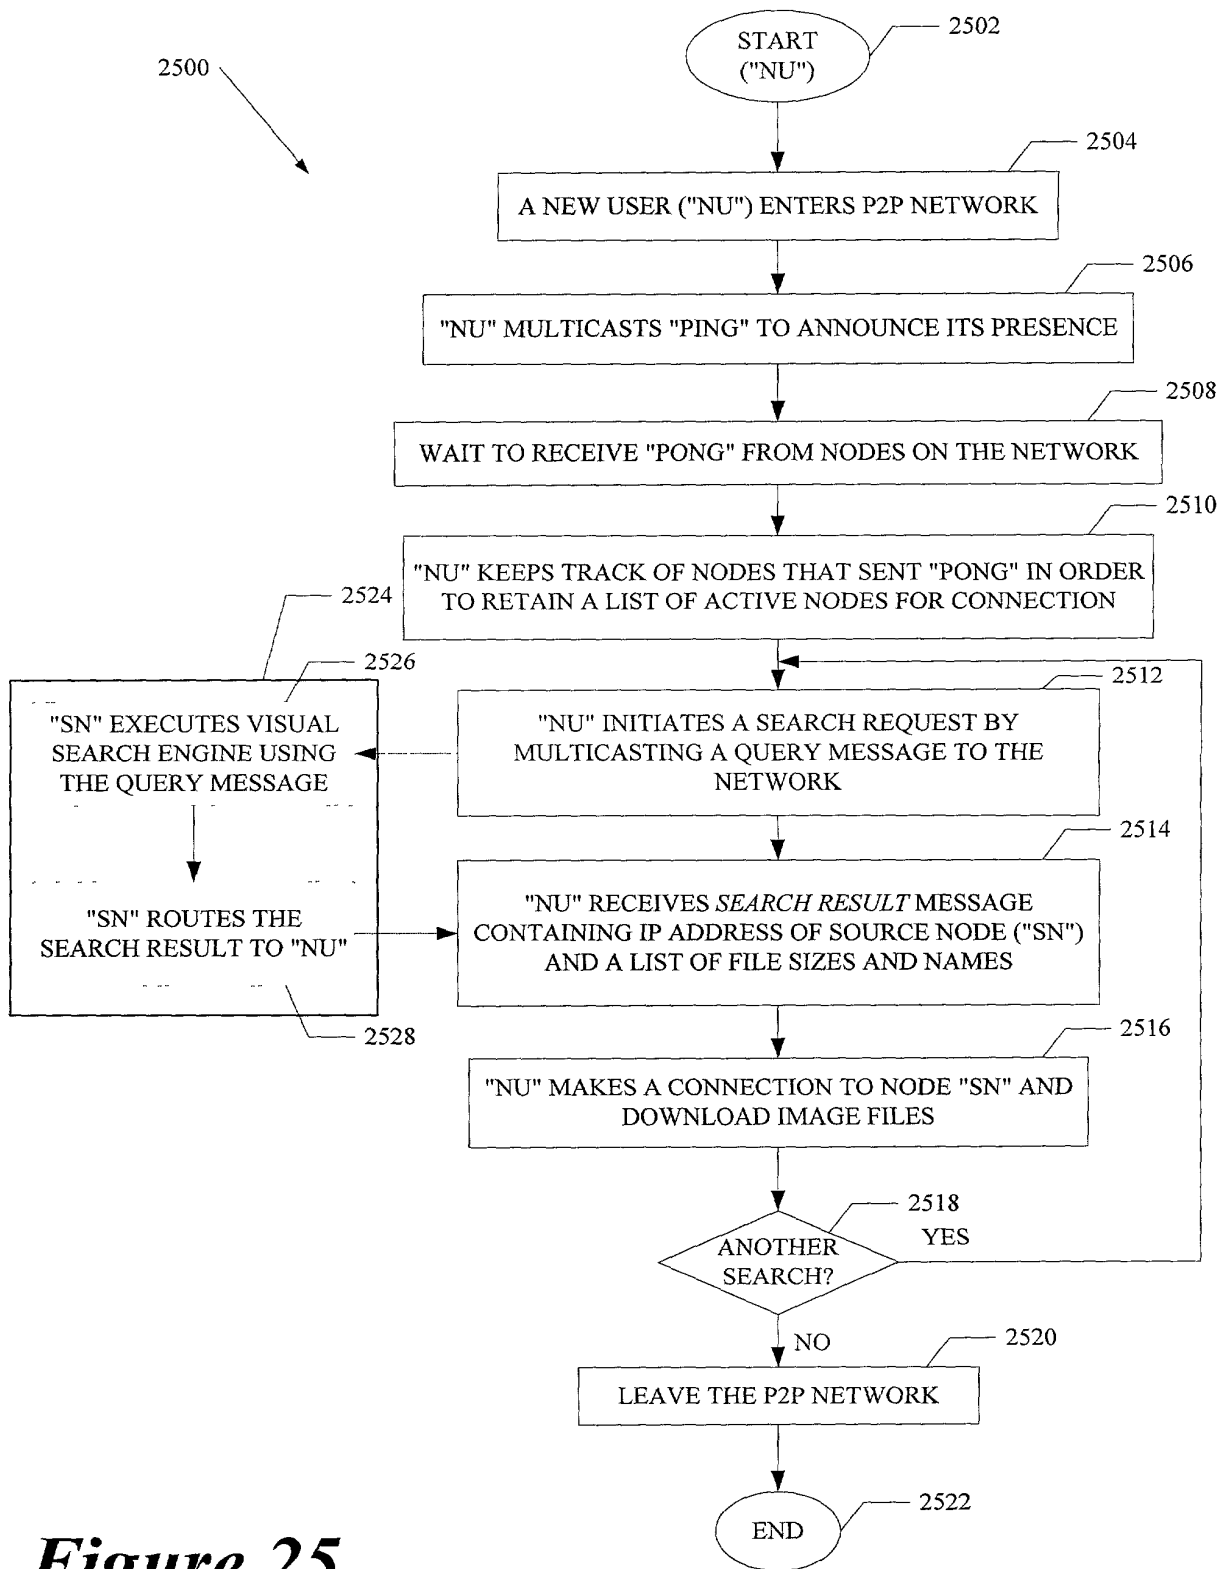 2502
START
("NU")
2500
2504
A NEW USER ("NU") ENTERS P2P NETWORK
2506
"NU" MULTICASTS "PING" TO ANNOUNCE ITS PRESENCE
2508
WAIT TO RECEIVE "PONG" FROM NODES ON THE NETWORK
2510
"NU" KEEPS TRACK OF NODES THAT SENT "PONG" IN ORDER
TO RETAIN A LIST OF ACTIVE NODES FOR CONNECTION
2524
2526
"SN" EXECUTES VISUAL
SEARCH ENGINE USING
THE QUERY MESSAGE
2512
"NU" INITIATES A SEARCH REQUEST BY
MULTICASTING A QUERY MESSAGE TO THE
NETWORK
2514
"NU" RECEIVES SEARCH RESULT MESSAGE
CONTAINING IP ADDRESS OF SOURCE NODE ("SN")
AND A LIST OF FILE SIZES AND NAMES
"SN" ROUTES THE
SEARCH RESULT TO "NU"
2528
2516
"NU" MAKES A CONNECTION TO NODE "SN" AND
DOWNLOAD IMAGE FILES
2518
ANOTHER
SEARCH?
YES
NO
2520
LEAVE THE P2P NETWORK
2522
END
Figure 25